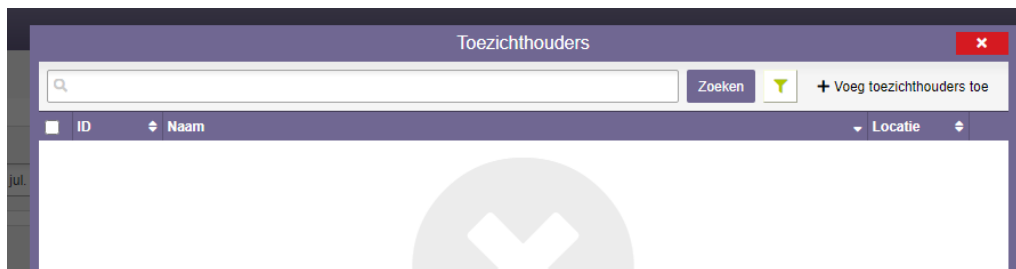 Toezichthouders
Zoeken
+ Voeg toezichthouders toe
ID Naam Locatie
jul.